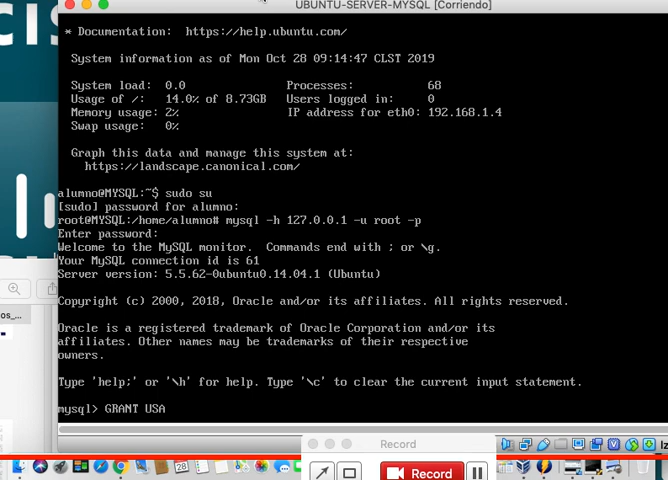 UBUNTU-SERVER-MYSQL [Corriendo]
* Documentation: https://help.ubuntu.com/
System information as of Mon Oct 28 09:14:47 CLST 2019
System load: 0.0 Processes: 68
Usage of /: 14.0% of 8.73GB Users logged in: 0
Memory usage: 2% IP address for eth0: 192.168.1.4
Swap usage: 0%
Graph this data and manage this system at:
https://landscape.canonical.com/
alumno@MYSQL:~$ sudo su
[sudo] password for alumno:
root@MYSQL:/home/alumno# mysql -h 127.0.0.1 -u root -p
Enter password:
Welcome to the MySQL monitor. Commands end with ; or \g.
Your MySQL connection id is 61
Server version: 5.5.62-0ubuntu0.14.04.1 (Ubuntu)
Copyright (c) 2000, 2018, Oracle and/or its affiliates. All rights reserved.
Oracle is a registered trademark of Oracle Corporation and/or its
affiliates. Other names may be trademarks of their respective
owners.
Type 'help;' or '\h' for help. Type '\c' to clear the current input statement.
mysql> GRANT USA
cis
os_...
Record
Iz
Record
28